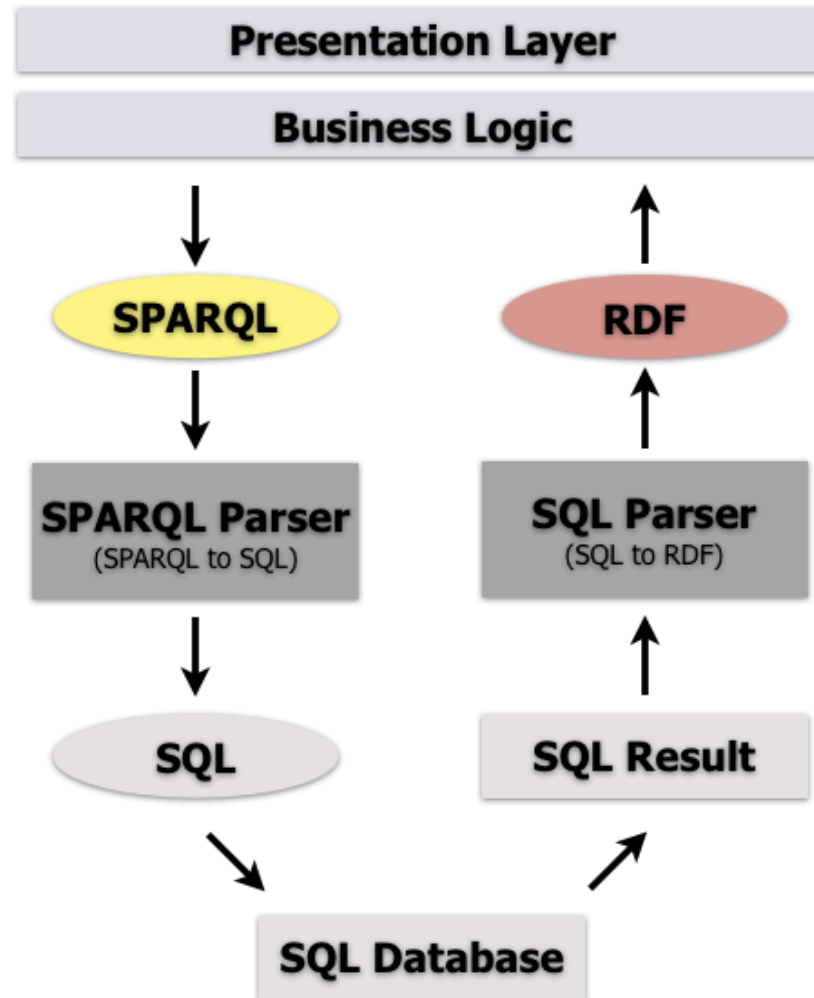 Presentation Layer
Business Logic
SPARQL
RDF
SPARQL Parser
(SPARQL to SQL)
SQL Parser
(SQL to RDF)
SQL
SQL Result
SQL Database